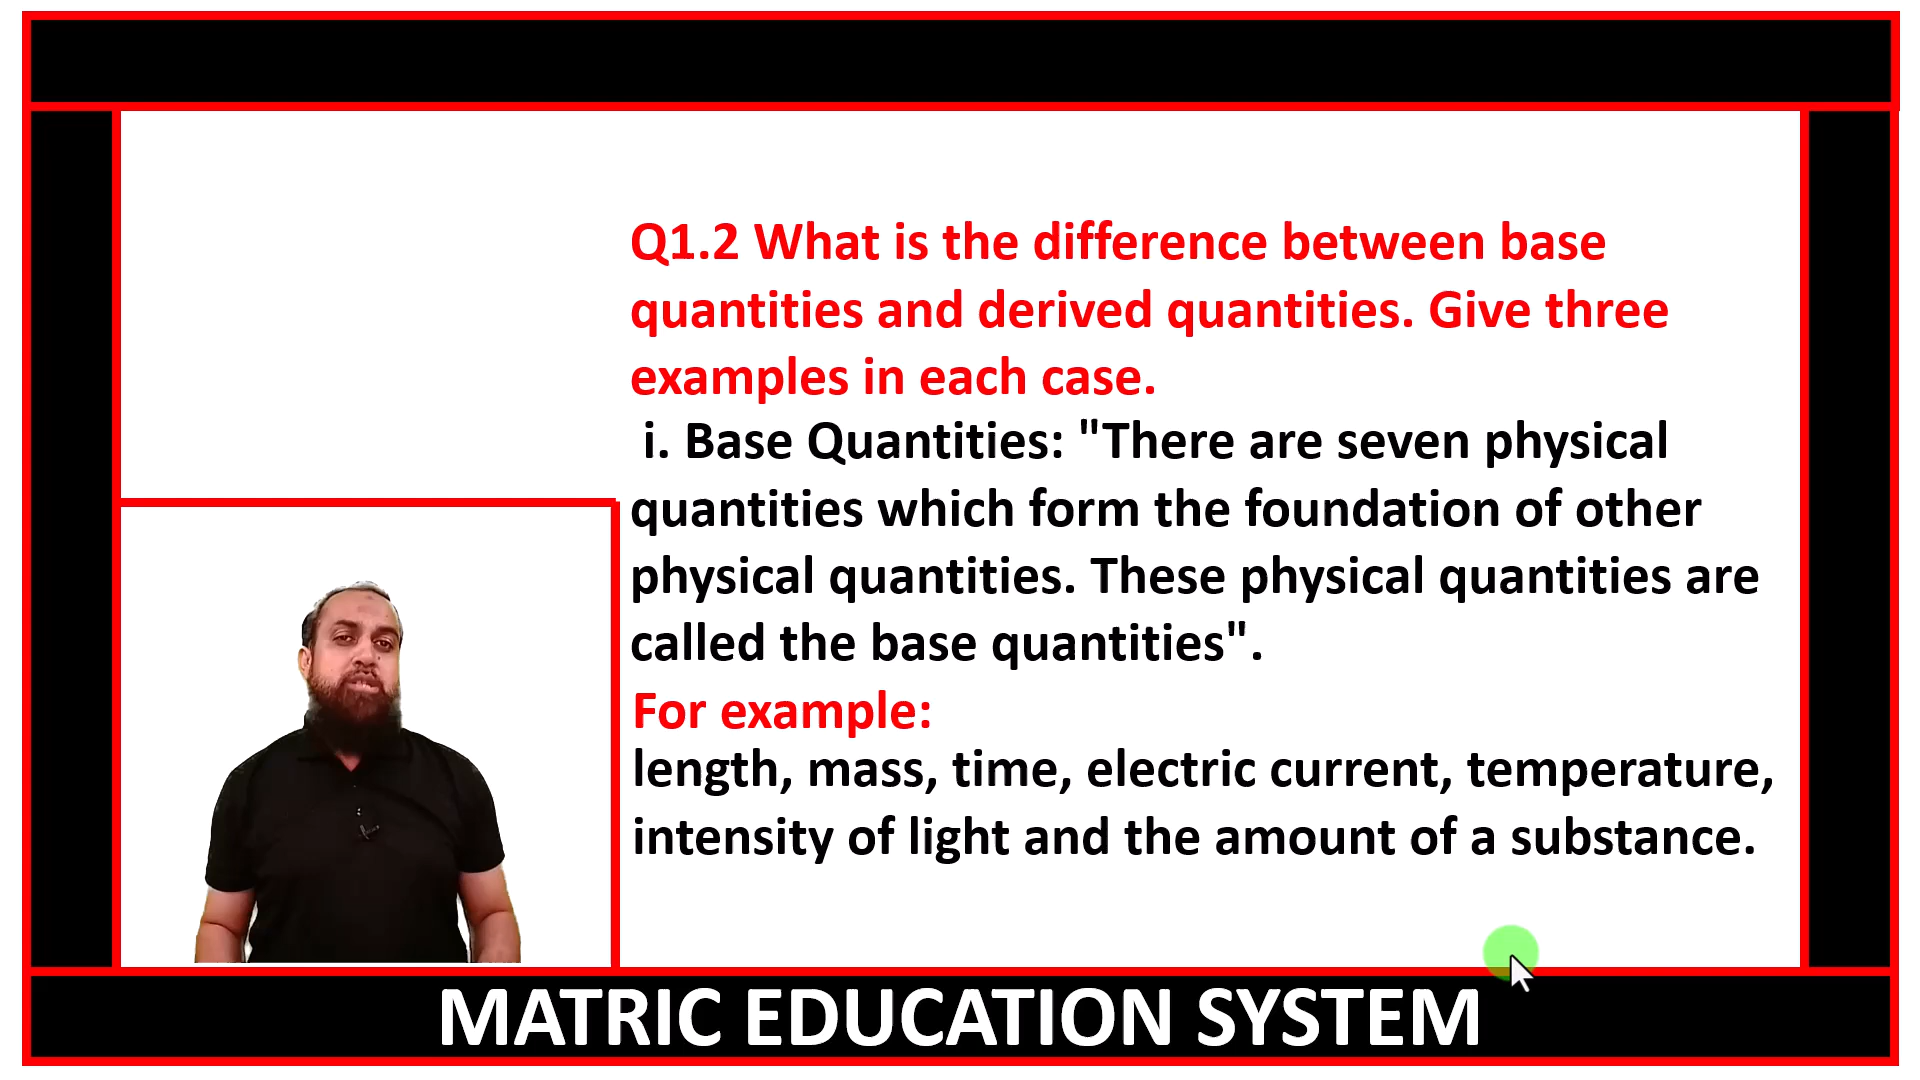 Q1.2 What is the difference between base
quantities and derived quantities. Give three
examples in each case.
i. Base Quantities: "There are seven physical
quantities which form the foundation of other
physical quantities. These physical quantities are
called the base quantities".
For example:
length, mass, time, electric current, temperature,
intensity of light and the amount of a substance.
MATRIC EDUCATION SYSTEM